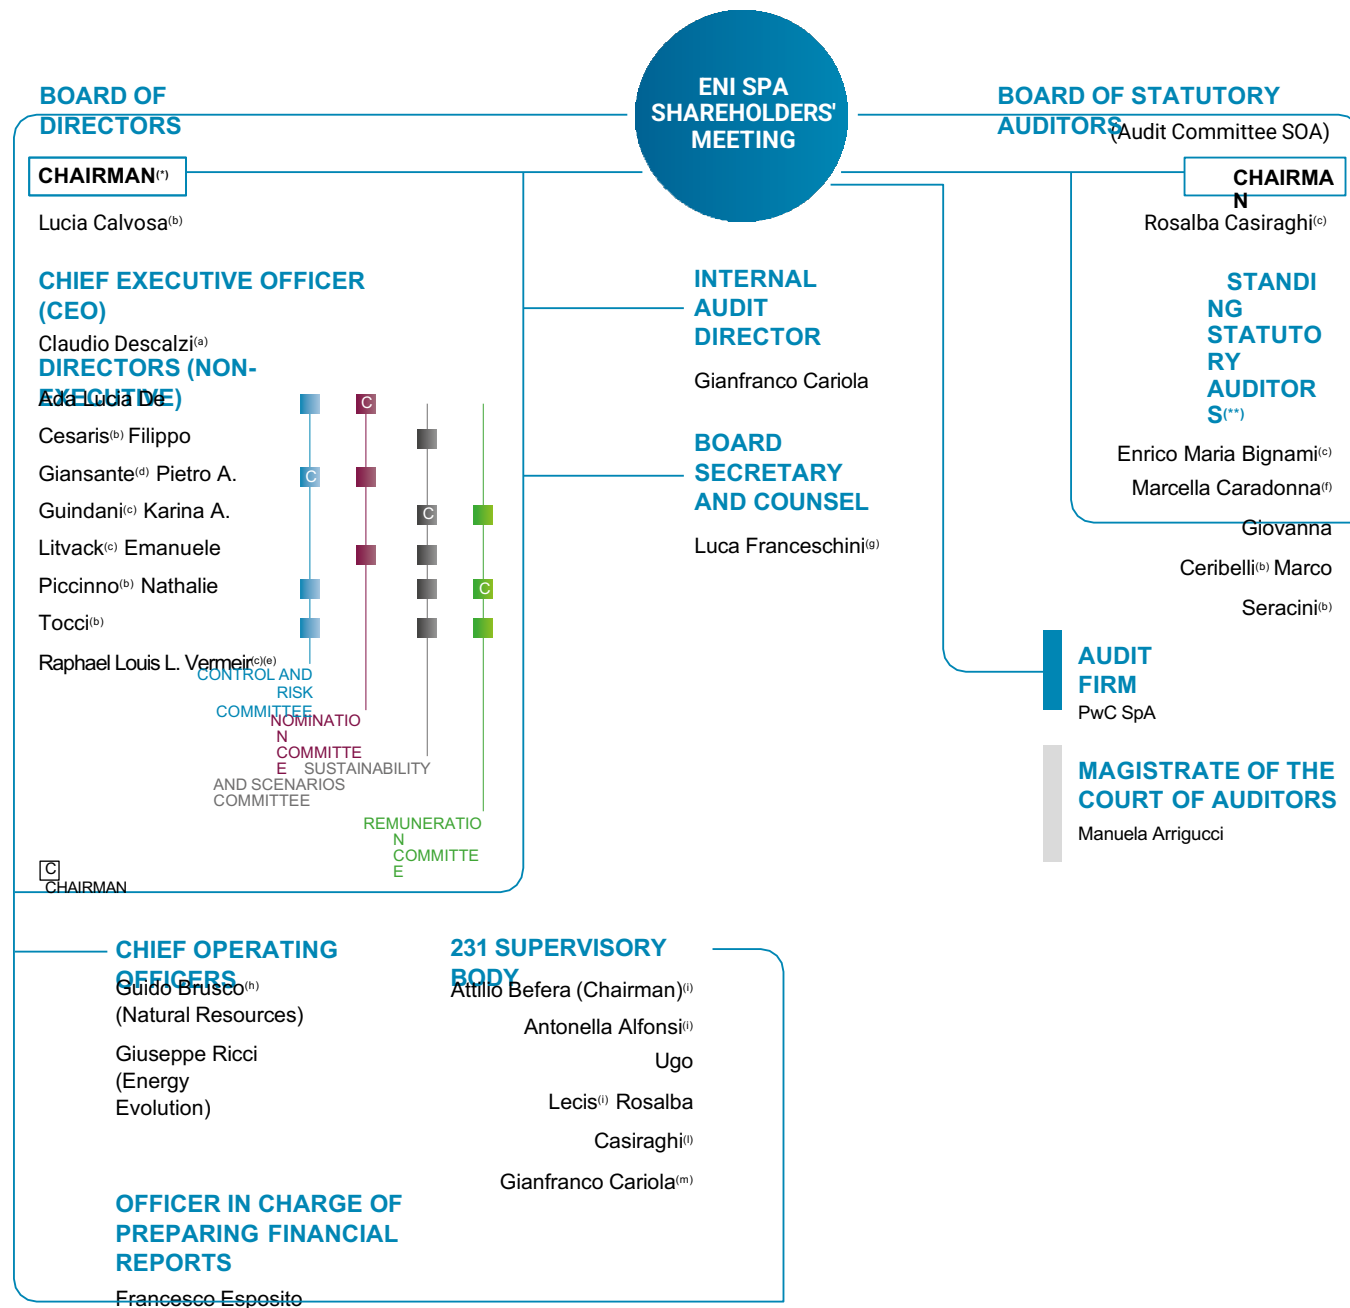 ENI SPA
SHAREHOLDERS'
MEETING
BOARD OF
DIRECTORS
CHAIRMAN(*)
Lucia Calvosa(b)
CHIEF EXECUTIVE OFFICER
(CEO)
Claudio Descalzi(a)
DIRECTORS (NON-
EXECUTIVE)
Ada Lucia De
Cesaris(b) Filippo
Giansante(d) Pietro A.
Guindani(c) Karina A.
Litvack(c) Emanuele
Piccinno(b) Nathalie
Tocci(b)
Raphael Louis L. Vermeir(c)(e)
C
C
C
C
CONTROL AND
RISK
COMMITTEE
NOMINATIO
N
COMMITTE
E
SUSTAINABILITY
AND SCENARIOS
COMMITTEE
REMUNERATIO
N
COMMITTE
E
C
CHAIRMAN
INTERNAL
AUDIT
DIRECTOR
Gianfranco Cariola
BOARD
SECRETARY
AND COUNSEL
Luca Franceschini(g)
BOARD OF STATUTORY
AUDITORS
(Audit Committee SOA)
CHAIRMA
N
Rosalba Casiraghi(c)
STANDI
NG
STATUTO
RY
AUDITOR
S(**)
Enrico Maria Bignami(c)
Marcella Caradonna(f)
Giovanna
Ceribelli(b) Marco
Seracini(b)
AUDIT
FIRM
PwC SpA
MAGISTRATE OF THE
COURT OF AUDITORS
Manuela Arrigucci
CHIEF OPERATING
OFFICERS
Guido Brusco(h)
(Natural Resources)
Giuseppe Ricci
(Energy
Evolution)
OFFICER IN CHARGE OF
PREPARING FINANCIAL
REPORTS
Francesco Esposito
231 SUPERVISORY
BODY
Attilio Befera (Chairman)(i)
Antonella Alfonsi(i)
Ugo
Lecis(i) Rosalba
Casiraghi(l)
Gianfranco Cariola(m)